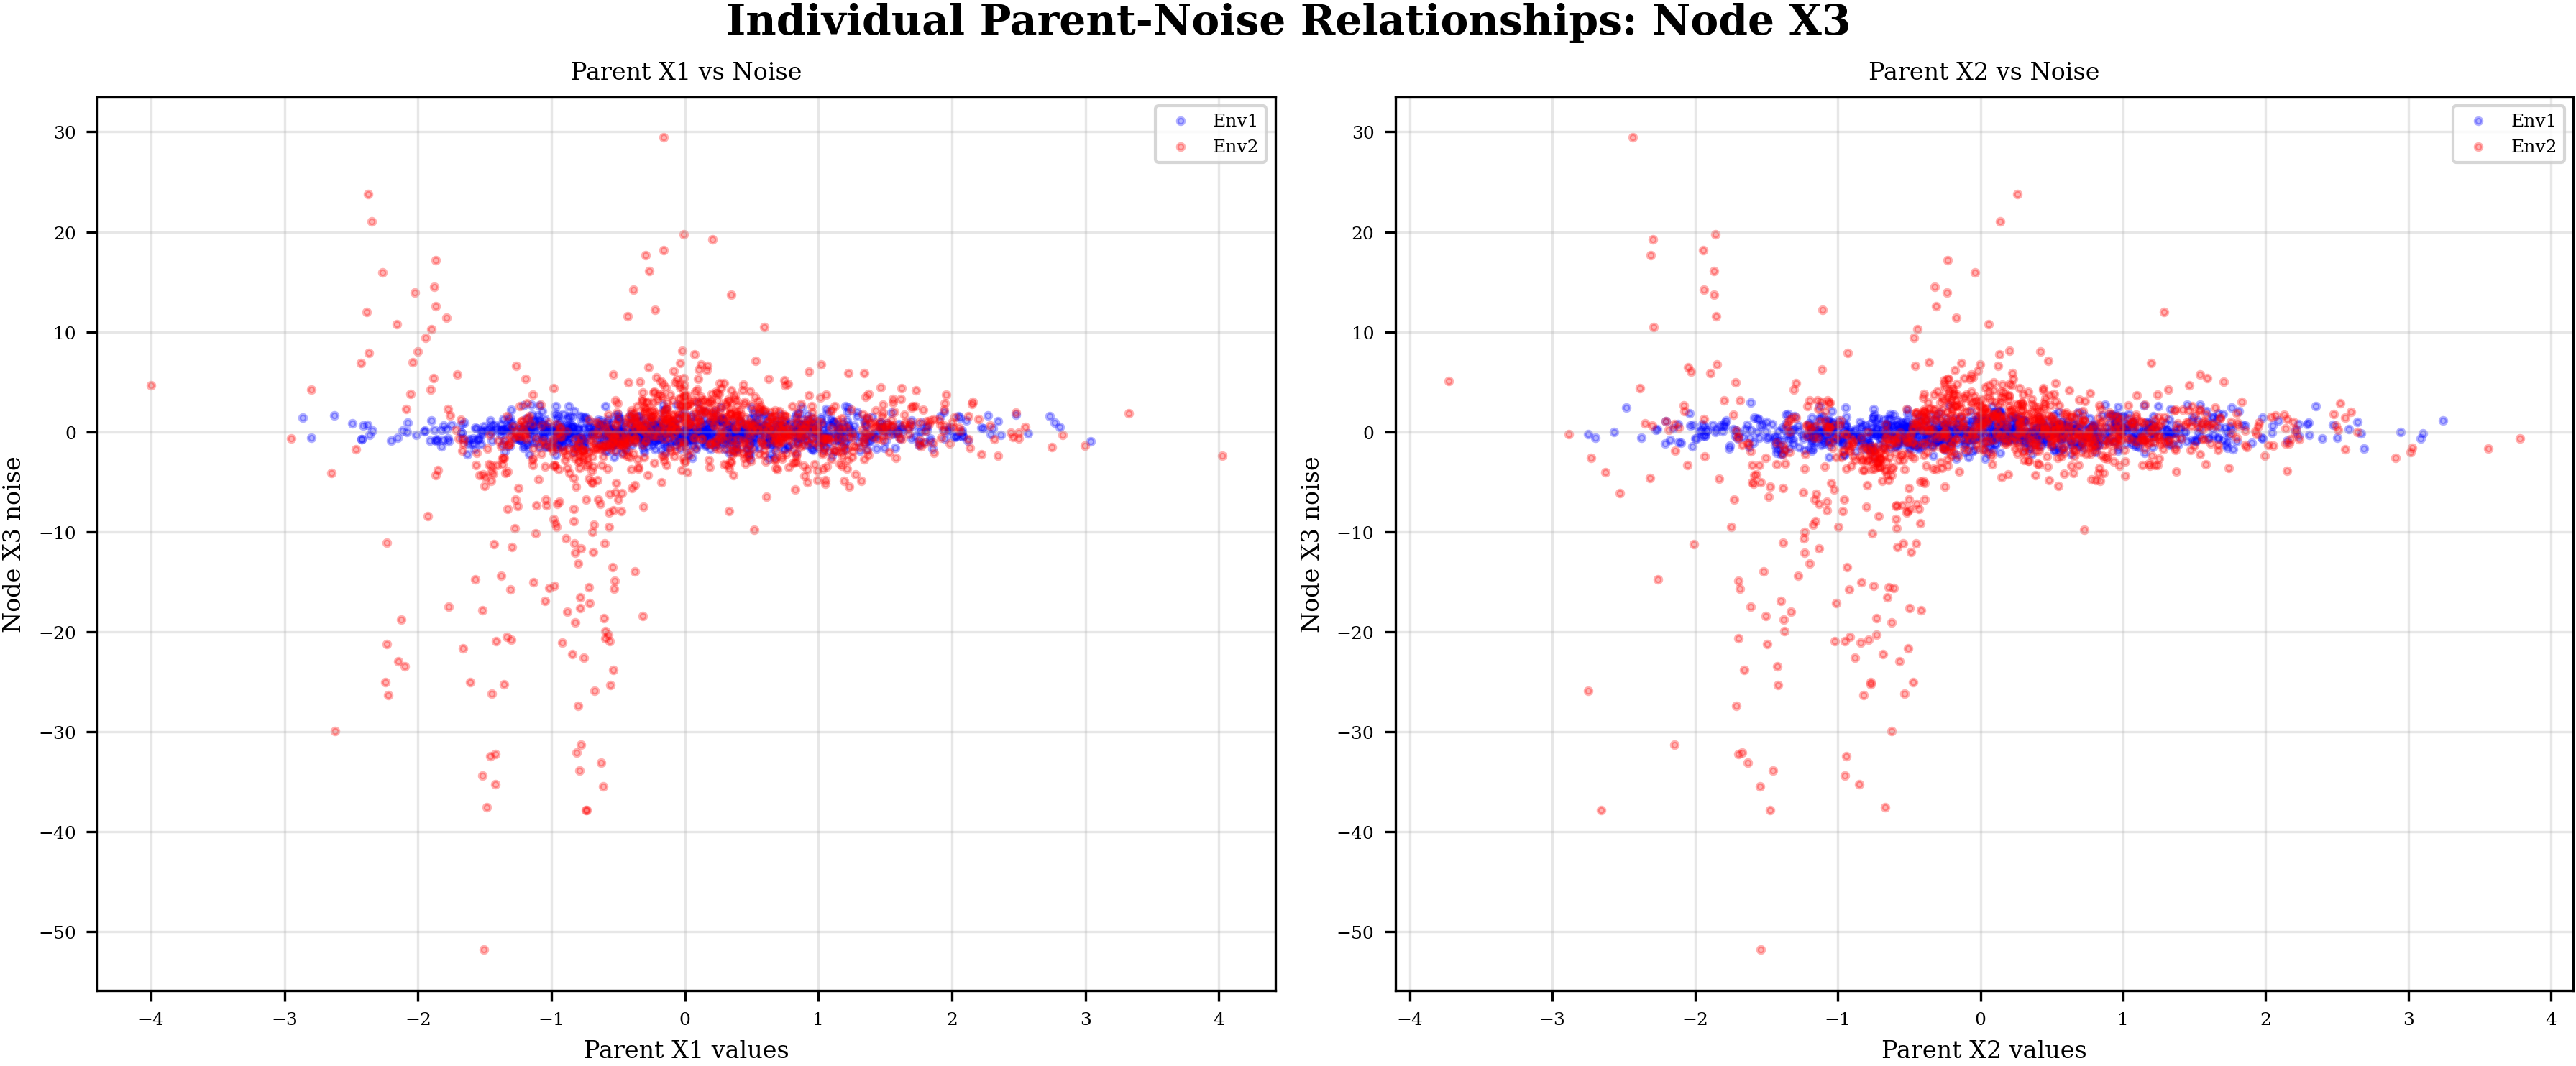 Individual Parent-Noise Relationships: Node X3
Parent X1 vs Noise
Parent X2 vs Noise
Env1
Env2
Env1
Env2
30
20
10
0
−10
−20
−30
−40
−50
Node X3 noise
−4 −3 −2 −1 0 1 2 3 4
Parent X1 values
30
20
10
0
−10
−20
−30
−40
−50
Node X3 noise
−4 −3 −2 −1 0 1 2 3 4
Parent X2 values